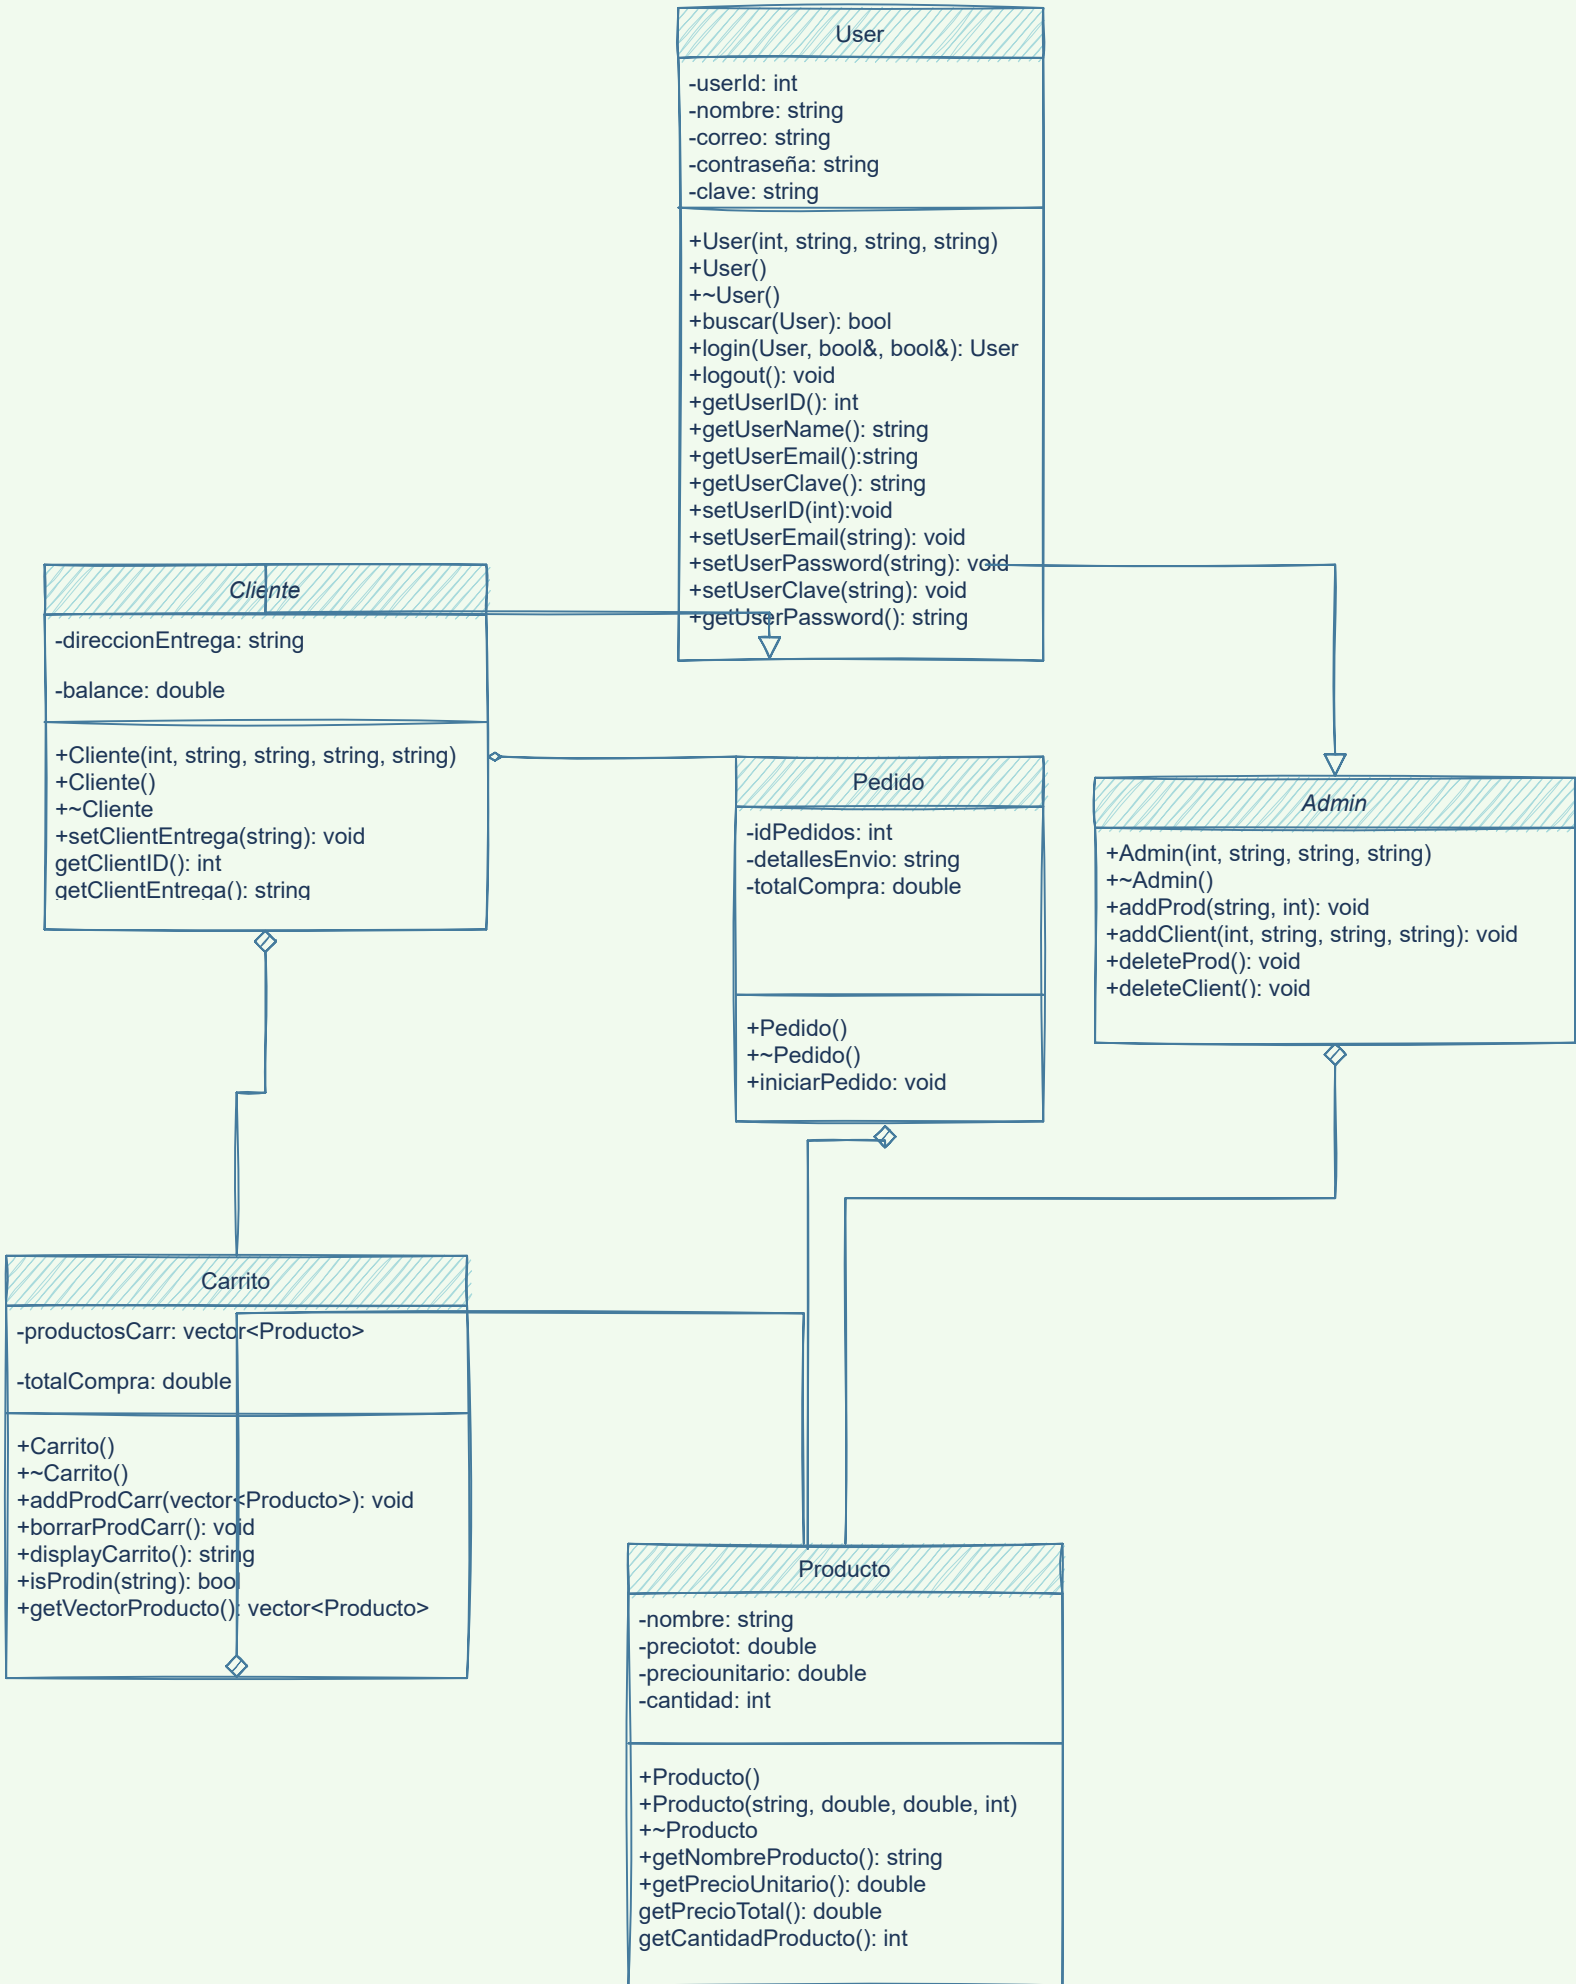 User
-userId: int
-nombre: string
-correo: string
-contraseña: string
-clave: string
+User(int, string, string, string)
+User()
+~User()
+buscar(User): bool
+login(User, bool&, bool&): User
+logout(): void
+getUserID(): int
+getUserName(): string
+getUserEmail():string
+getUserClave(): string
+setUserID(int):void
+setUserEmail(string): void
+setUserPassword(string): void
+setUserClave(string): void
+getUserPassword(): string
Cliente
-direccionEntrega: string
-balance: double
+Cliente(int, string, string, string, string)
+Cliente()
+~Cliente
+setClientEntrega(string): void
getClientID(): int
getClientEntrega(): string
Pedido
-idPedidos: int
-detallesEnvio: string
-totalCompra: double
+Pedido()
+~Pedido()
+iniciarPedido: void
Admin
+Admin(int, string, string, string)
+~Admin()
+addProd(string, int): void
+addClient(int, string, string, string): void
+deleteProd(): void
+deleteClient(): void
Carrito
-productosCarr: vector<Producto>
-totalCompra: double
+Carrito()
+~Carrito()
+addProdCarr(vector<Producto>): void
+borrarProdCarr(): void
+displayCarrito(): string
+isProdin(string): bool
+getVectorProducto(): vector<Producto>
Producto
-nombre: string
-preciotot: double
-preciounitario: double
-cantidad: int
+Producto()
+Producto(string, double, double, int)
+~Producto
+getNombreProducto(): string
+getPrecioUnitario(): double
getPrecioTotal(): double
getCantidadProducto(): int